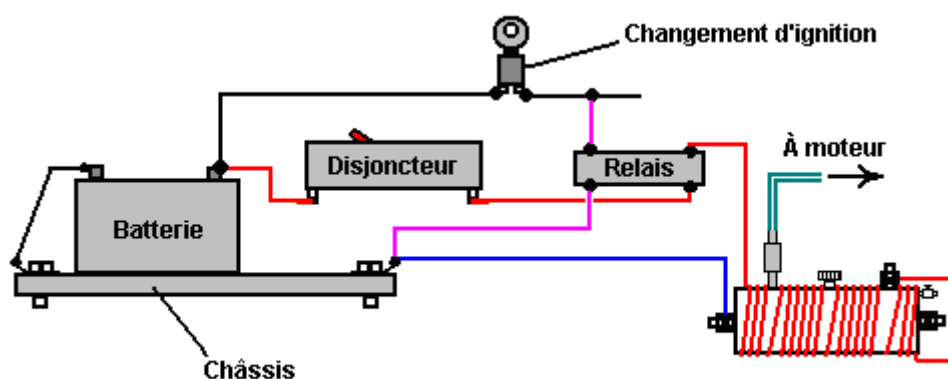 Changement d'ignition
Disjoncteur
Relais
À moteur
Batterie
Châssis